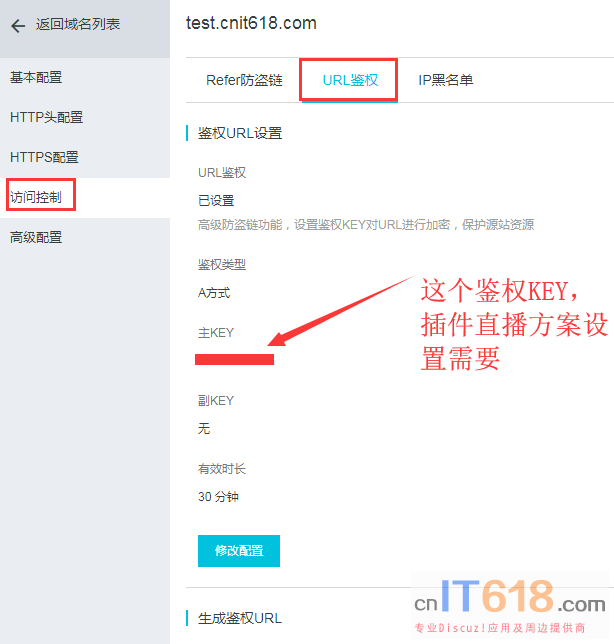 返回域名列表
test.cnit618.com
基本配置
HTTP头配置
HTTPS配置
访问控制
高级配置
Refer防盗链
URL鉴权
IP黑名单
鉴权URL设置
URL鉴权
已设置
高级防盗链功能，设置鉴权KEY对URL进行加密，保护源站资源
鉴权类型
A方式
主KEY
这个鉴权KEY，
插件直播方案设
置需要
副KEY
无
有效时长
30 分钟
修改配置
生成鉴权URL
cnIT618.com
专业Discuz!应用及周边提供商